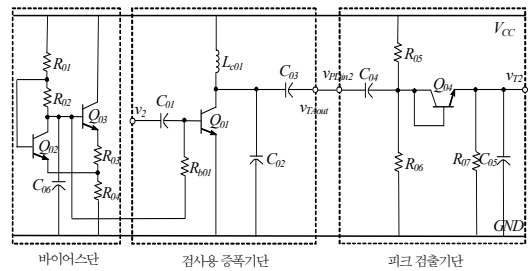 V_CC
R_01
R_02
Q_02
Q_03
C_06
R_03
R_04
v_2
C_01
L_c01
Q_01
R_b01
C_02
C_03
v_TAout
v_PDin2
C_04
R_05
Q_04
v_T2
R_06
R_07
C_05
GND
바이어스단
검사용 증폭기단
피크 검출기단